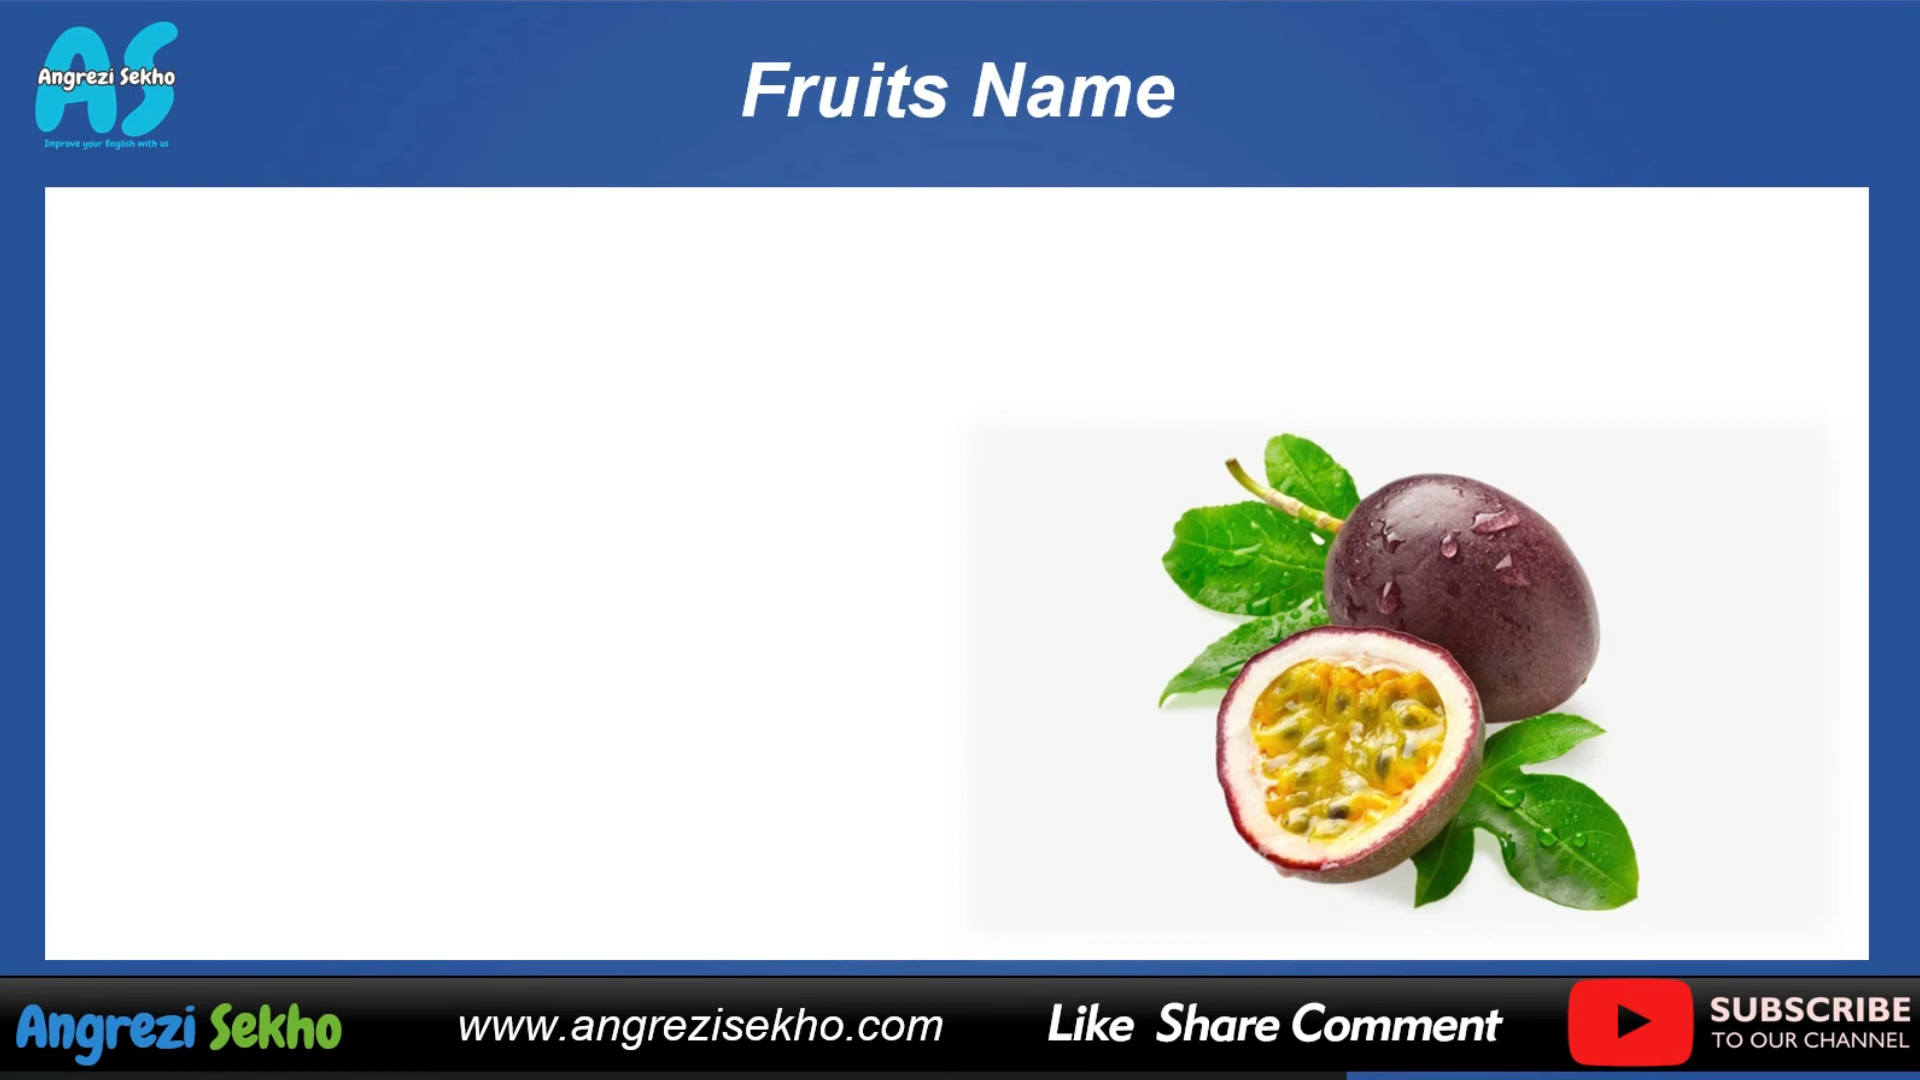 Angrezi Sekho
Improve your English with us
Fruits Name
Angrezi Sekho
www.angrezisekho.com
Like Share Comment
SUBSCRIBE
TO OUR CHANNEL